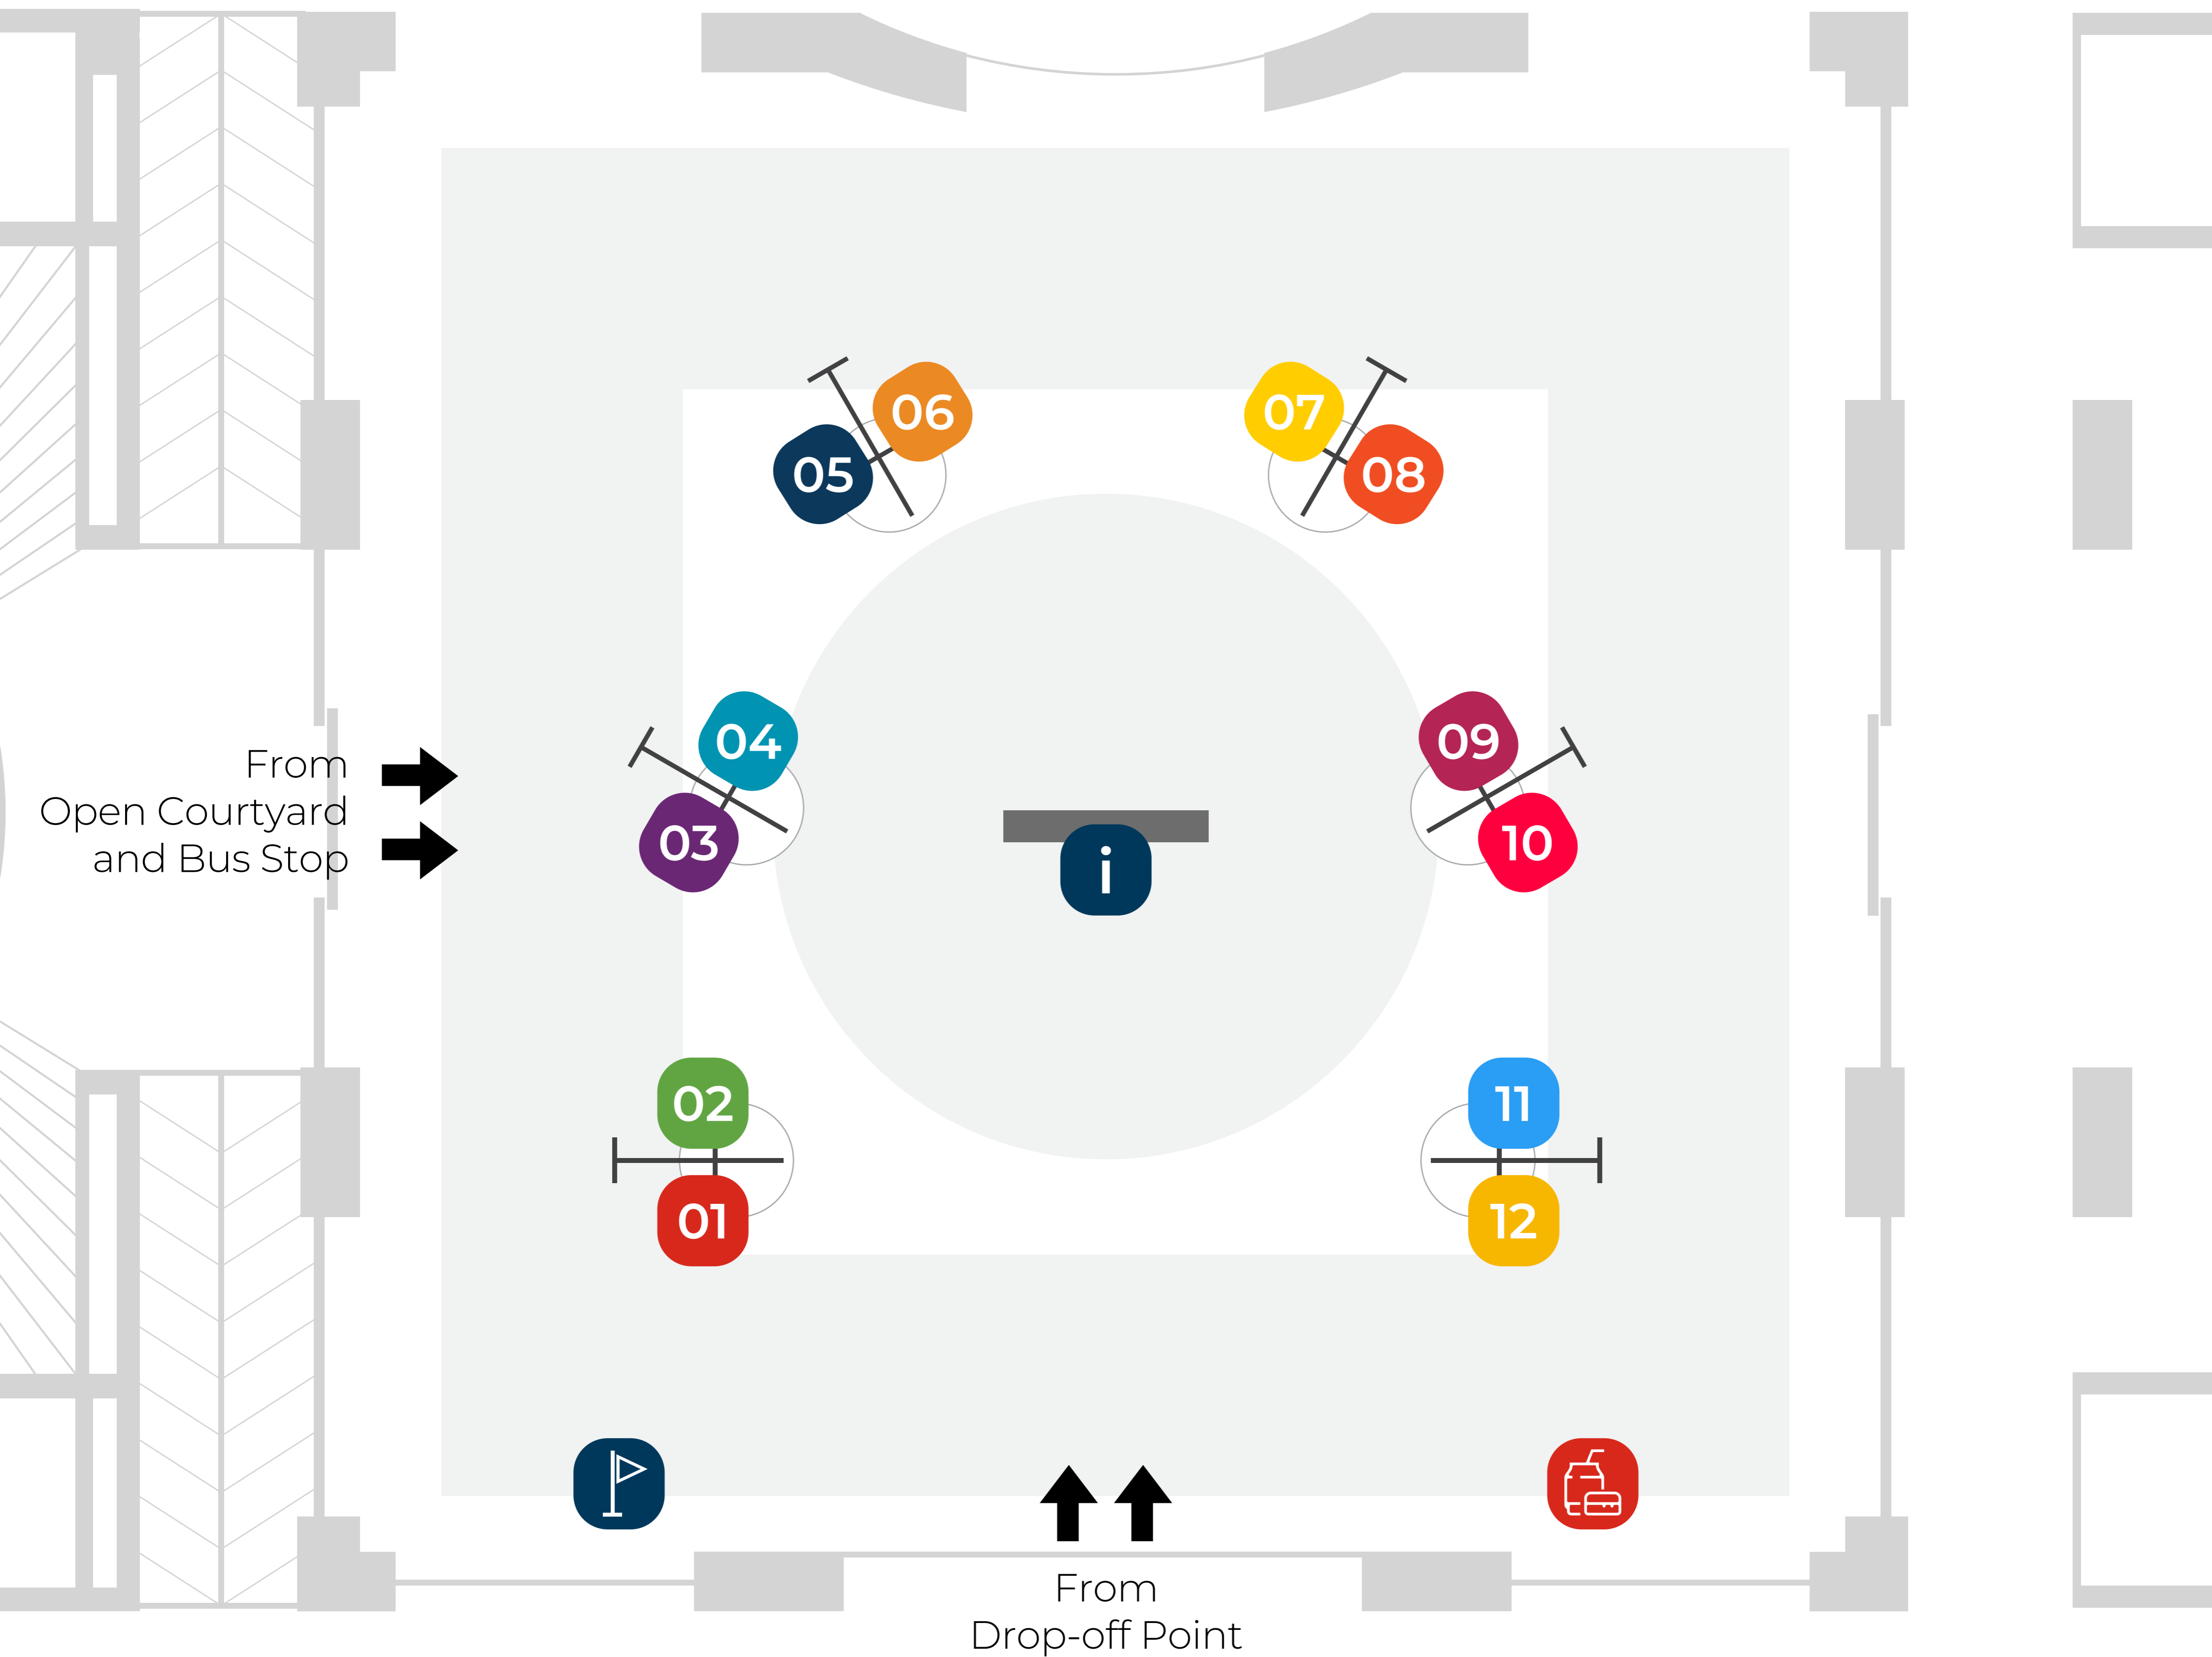 06
07
05
08
04
09
From
Open Courtyard
and Bus Stop
03
10
i
02
11
01
12
From
Drop-off Point